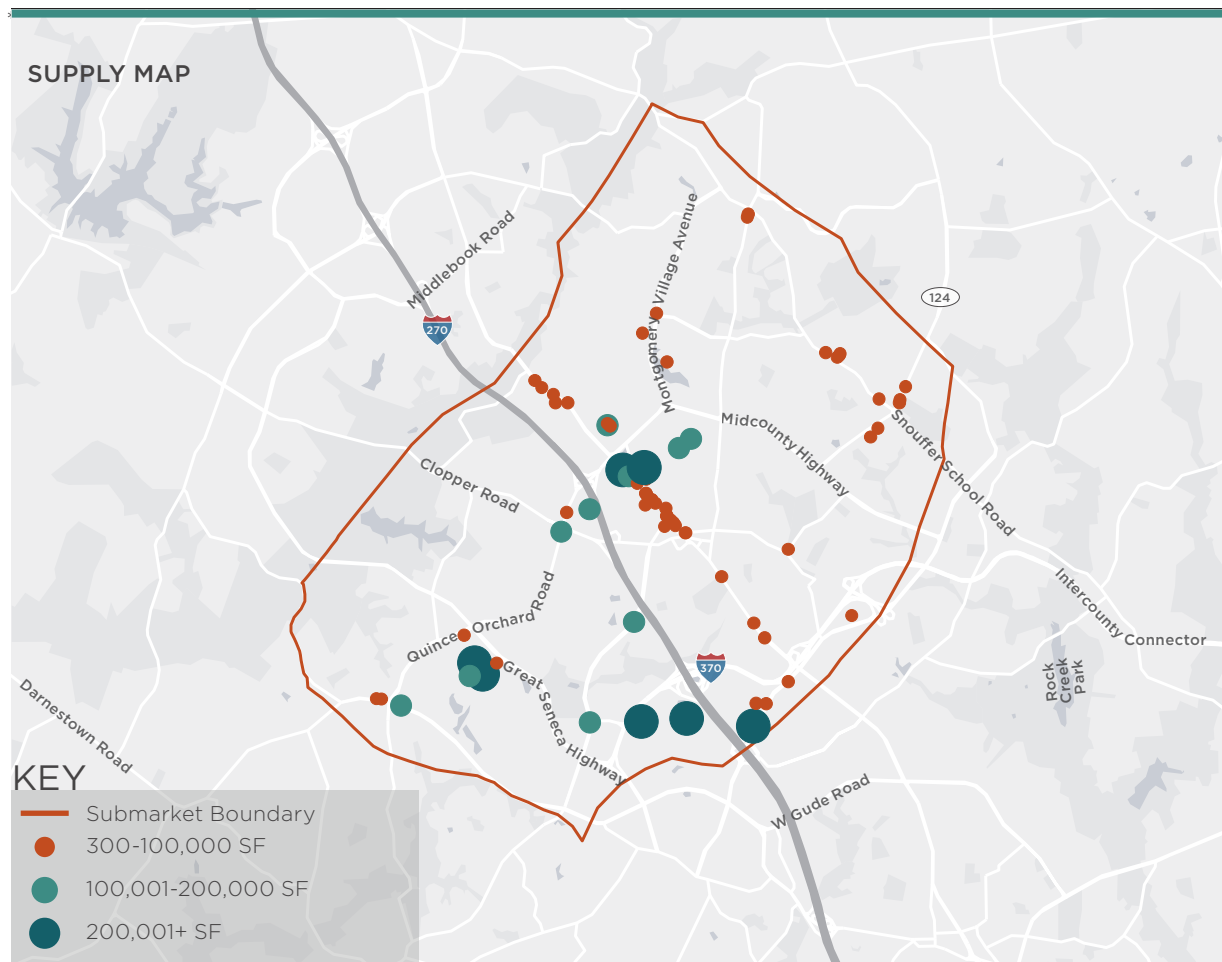 SUPPLY MAP
Middlebook Road
270
Montgomery Village Avenue
124
Midcounty Highway
Snouffer School Road
Clopper Road
Quince Orchard Road
Great Seneca Highway
370
Intercounty Connector
Rock
Creek
Park
Darnestown Road
W Gude Road
KEY
Submarket Boundary
300-100,000 SF
100,001-200,000 SF
200,001+ SF